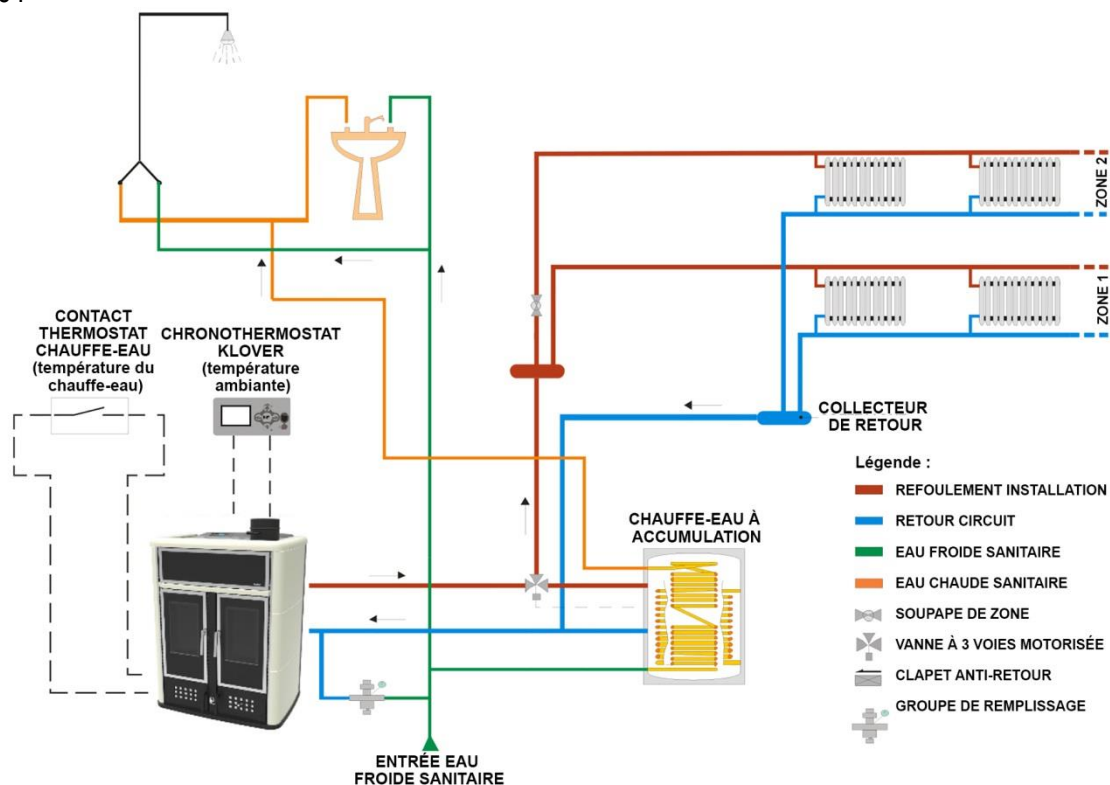 ZONE 2
ZONE 1
CONTACT
THERMOSTAT
CHAUFFE-EAU
(température du
chauffe-eau)
CHRONOTHERMOSTAT
KLOVER
(température
ambiante)
COLLECTEUR
DE RETOUR
CHAUFFE-EAU À
ACCUMULATION
Légende :
REFOULEMENT INSTALLATION
RETOUR CIRCUIT
EAU FROIDE SANITAIRE
EAU CHAUDE SANITAIRE
SOUPAPE DE ZONE
VANNE À 3 VOIES MOTORISÉE
CLAPET ANTI-RETOUR
GROUPE DE REMPLISSAGE
ENTRÉE EAU
FROIDE SANITAIRE